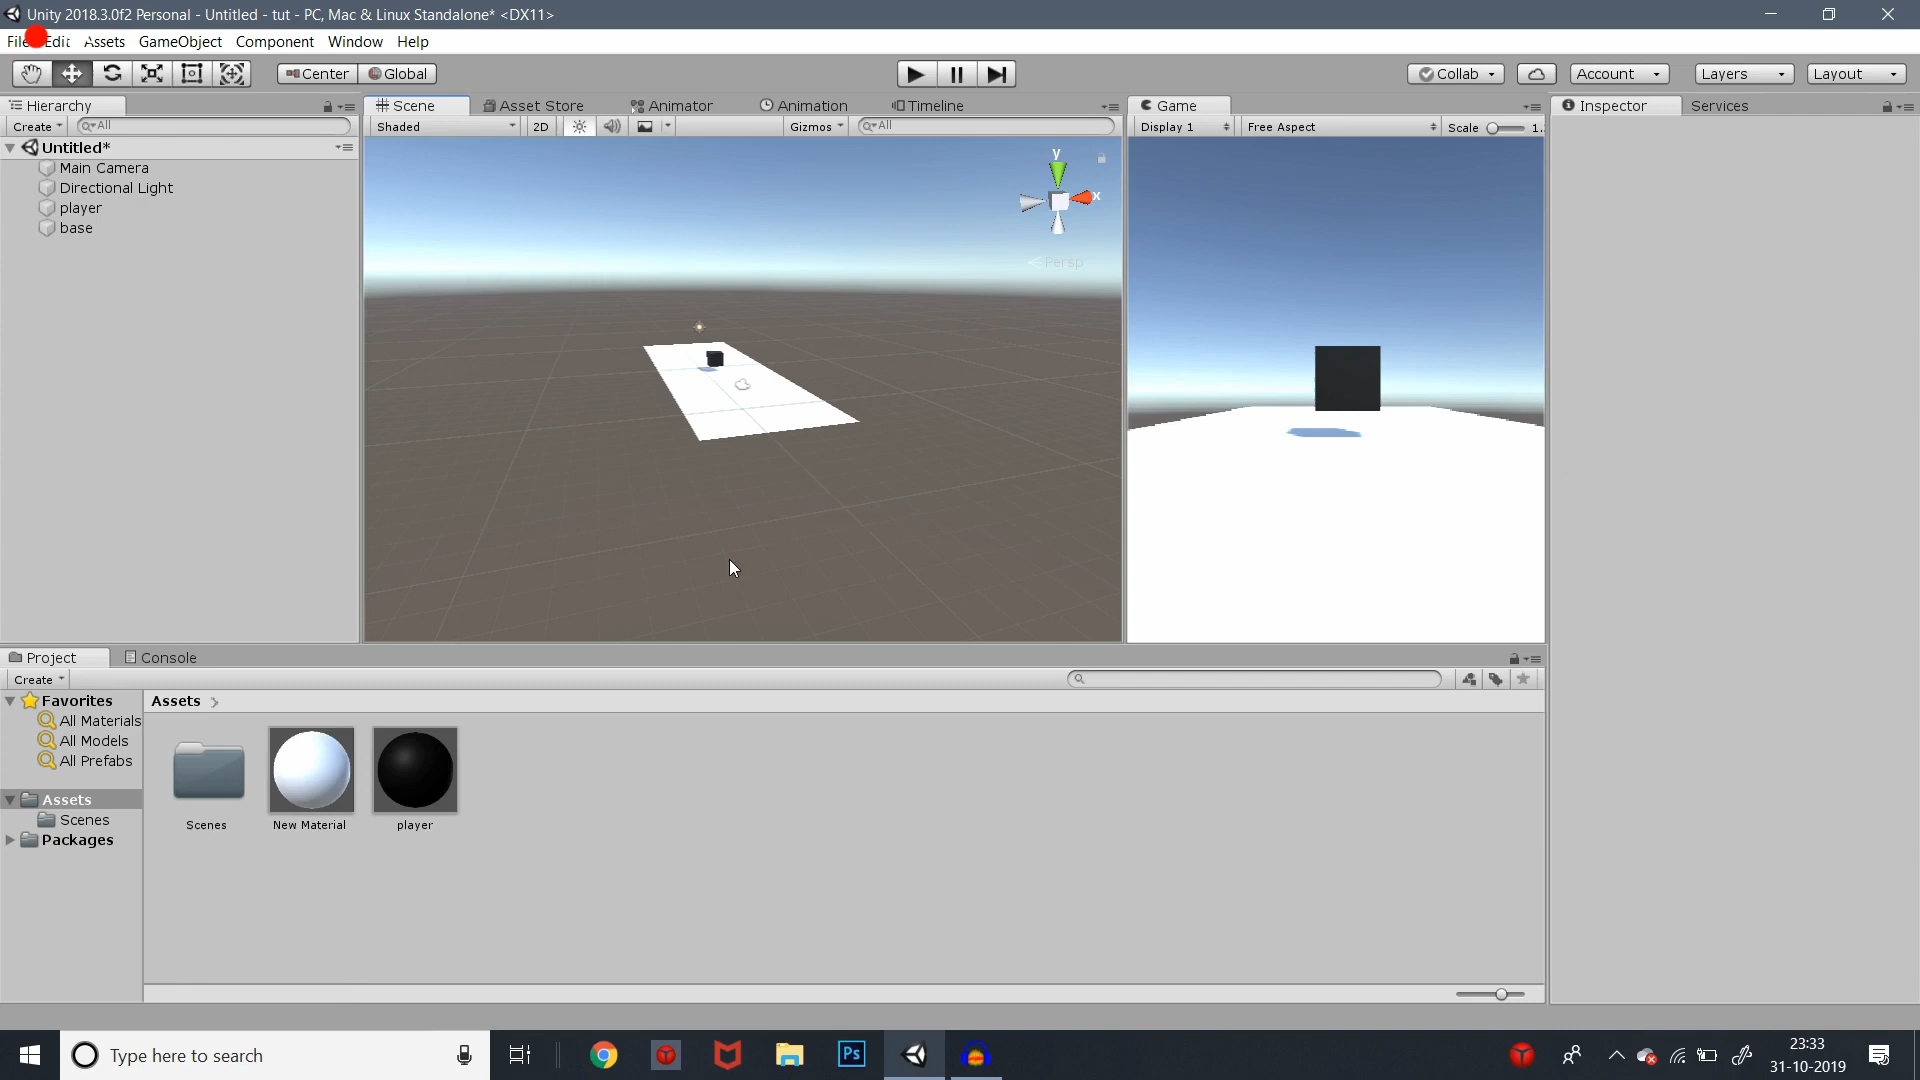 Unity 2018.3.0f2 Personal - Untitled - tut - PC, Mac & Linux Standalone* <DX11>
File Edit Assets GameObject Component Window Help
Center Global Collab Account Layers Layout
Hierarchy Scene Asset Store Animator Animation Timeline Game Inspector Services
Create All Shaded 2D Gizmos All Display 1 Free Aspect Scale 1.
Untitled*
Main Camera
Directional Light
player
base
y
x
Persp
Project Console
Create
Favorites Assets
All Materials
All Models
All Prefabs
Assets
Scenes
Packages
Scenes New Material player
Type here to search
Ps
23:33
31-10-2019